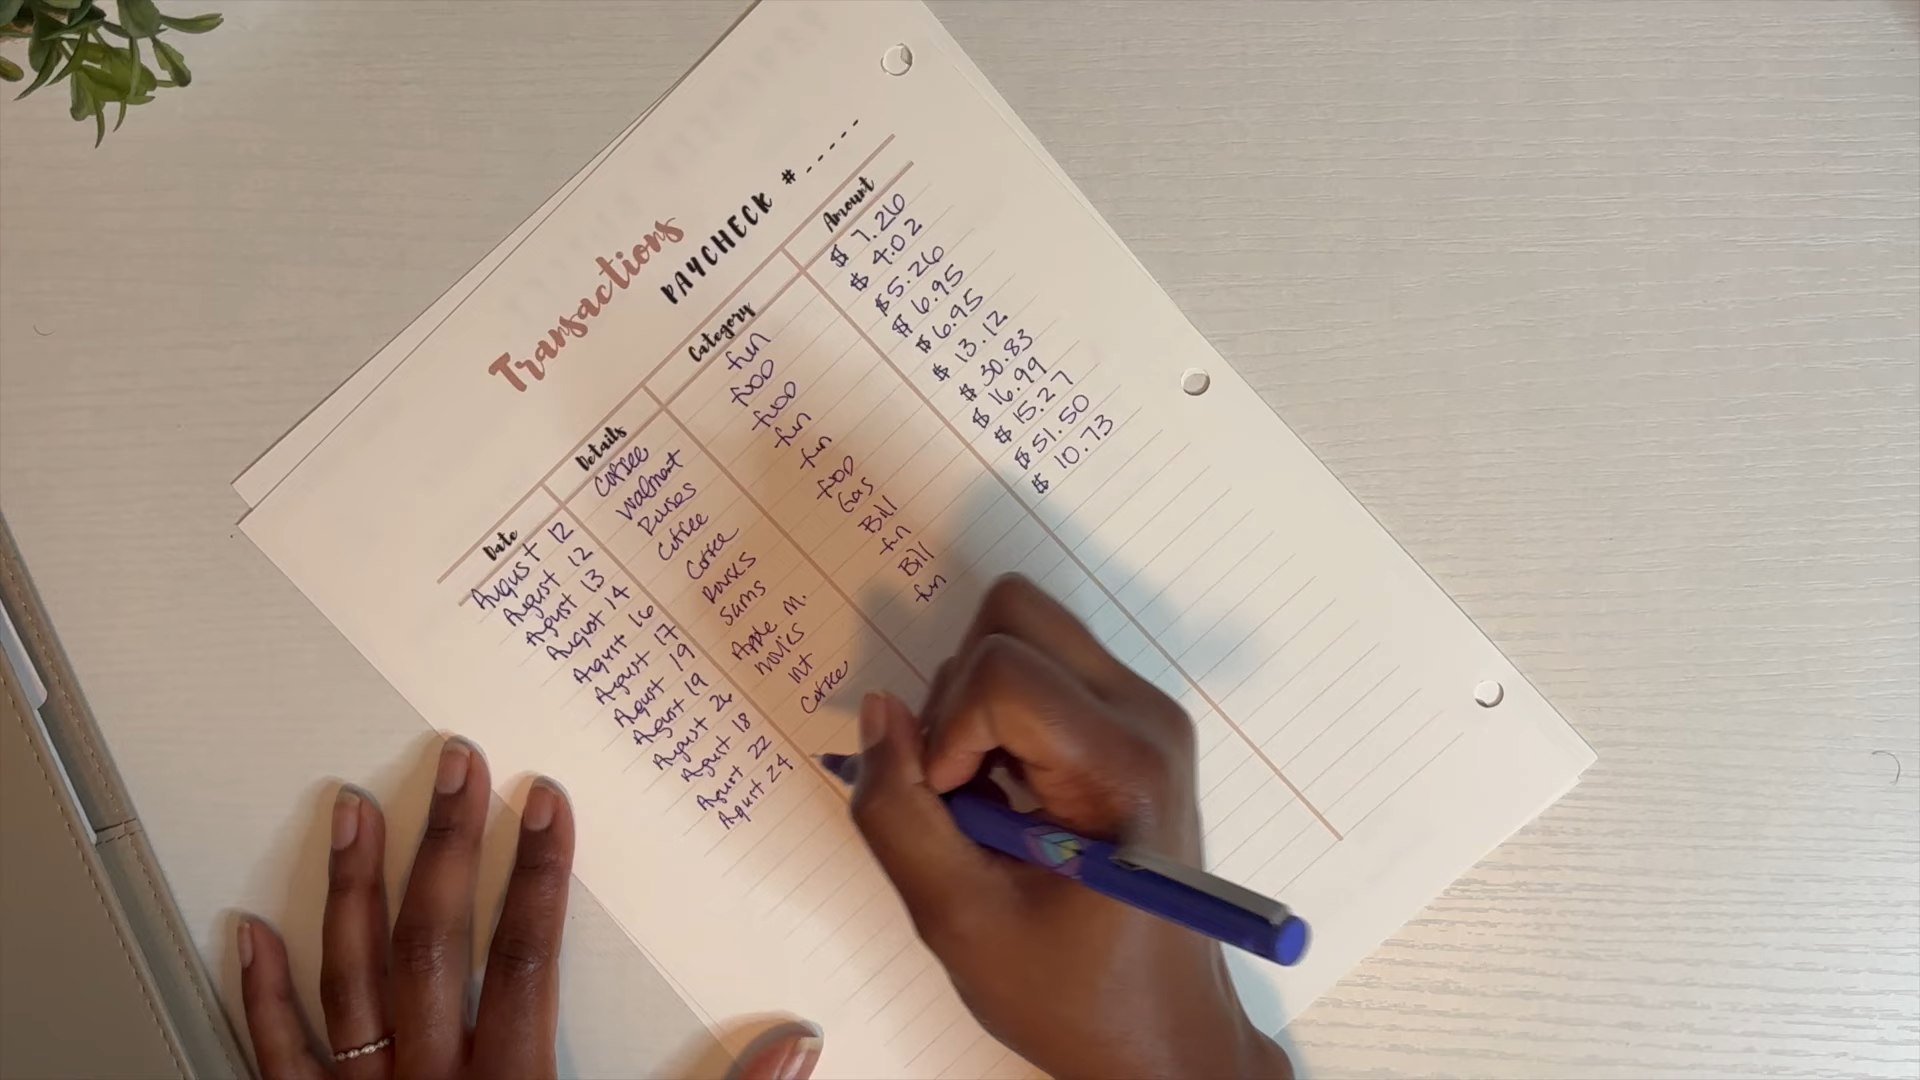 Transactions
PAYCHECK # -----
Date Details Category Amount
August 12 Coffee fun $ 7.26
August 12 Walmart food $ 4.02
August 13 Rouses food $5.26
August 14 Coffee fun $ 6.95
August 16 Coffee fun $ 6.95
August 17 Rouses food $ 13.12
August 19 Sams Gas $ 30.83
August 19 Apple M. Bill $ 16.99
August 26 Movies fun $ 15.27
August 18 INT Bill $51.50
August 22 Coffee fun $ 10.73
August 24